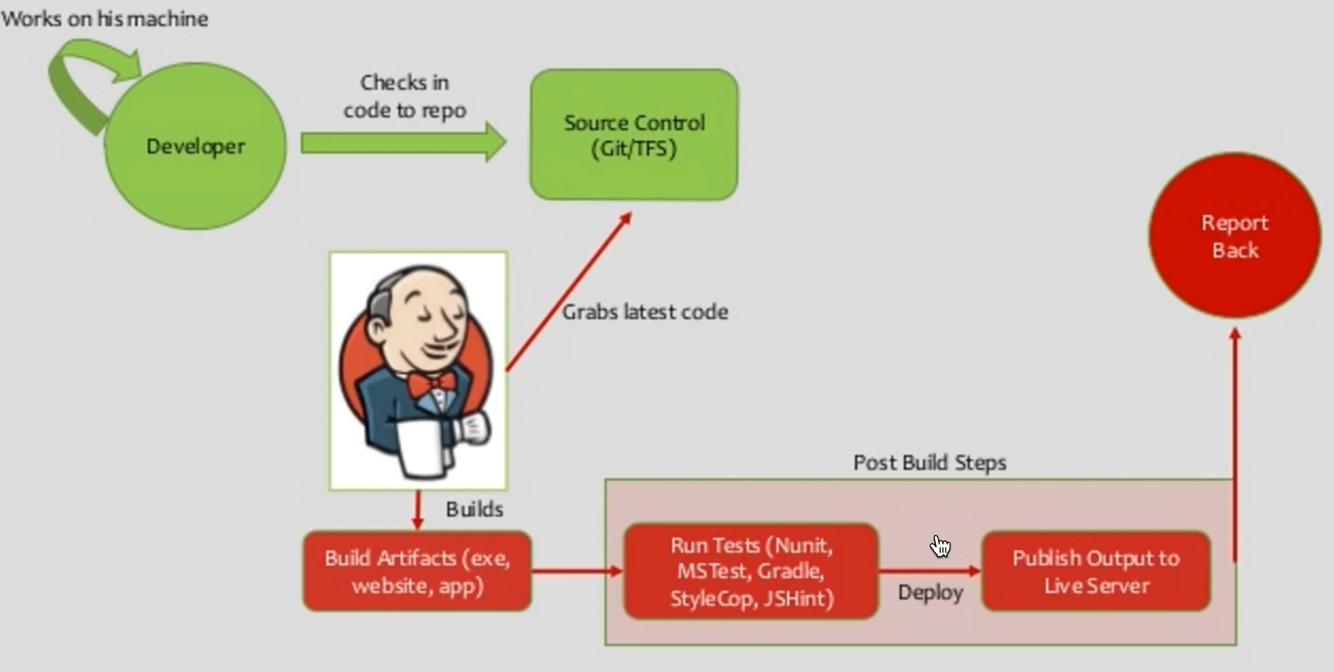 Works on his machine
Developer
Checks in
code to repo
Source Control
(Git/TFS)
Report
Back
Grabs latest code
Post Build Steps
Builds
Build Artifacts (exe,
website, app)
Run Tests (Nunit,
MSTest, Gradle,
StyleCop, JSHint)
Deploy
Publish Output to
Live Server